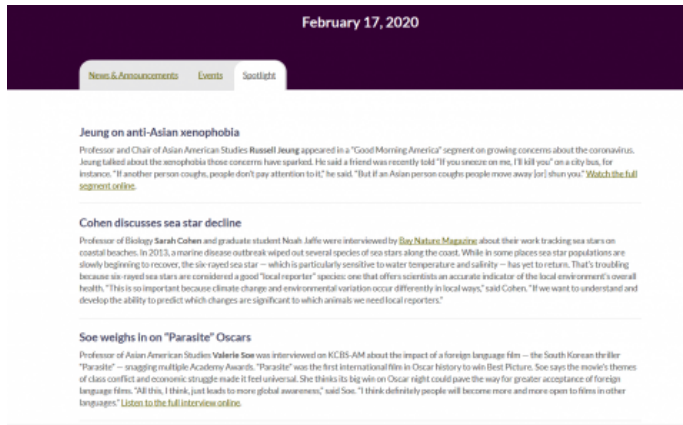 February 17, 2020
News & Announcements Events Spotlight
Jeung on anti-Asian xenophobia
Professor and Chair of Asian American Studies Russell Jeung appeared in a "Good Morning America" segment on growing concerns about the coronavirus.
Jeung talked about the xenophobia those concerns have sparked. He said a friend was recently told "If you sneeze on me, I'll kill you" on a city bus, for
instance. "If another person coughs, people don't pay attention to it," he said. "But if an Asian person coughs people move away [or] shun you." Watch the full
segment online.
Cohen discusses sea star decline
Professor of Biology Sarah Cohen and graduate student Noah Jaffe were interviewed by Bay Nature Magazine about their work tracking sea stars on
coastal beaches. In 2013, a marine disease outbreak wiped out several species of sea stars along the coast. While in some places sea star populations are
slowly beginning to recover, the six-rayed sea star — which is particularly sensitive to water temperature and salinity — has yet to return. That's troubling
because six-rayed sea stars are considered a good "local reporter" species: one that offers scientists an accurate indicator of the local environment's overall
health. "This is so important because climate change and environmental variation occur differently in local ways," said Cohen. "If we want to understand and
develop the ability to predict which changes are significant to which animals we need local reporters."
Soe weighs in on "Parasite" Oscars
Professor of Asian American Studies Valerie Soe was interviewed on KCBS-AM about the impact of a foreign language film — the South Korean thriller
"Parasite" — snagging multiple Academy Awards. "Parasite" was the first international film in Oscar history to win Best Picture. Soe says the movie's themes
of class conflict and economic struggle made it feel universal. She thinks its big win on Oscar night could pave the way for greater acceptance of foreign
language films. "All this, I think, just leads to more global awareness," said Soe. "I think definitely people will become more and more open to films in other
languages." Listen to the full interview online.